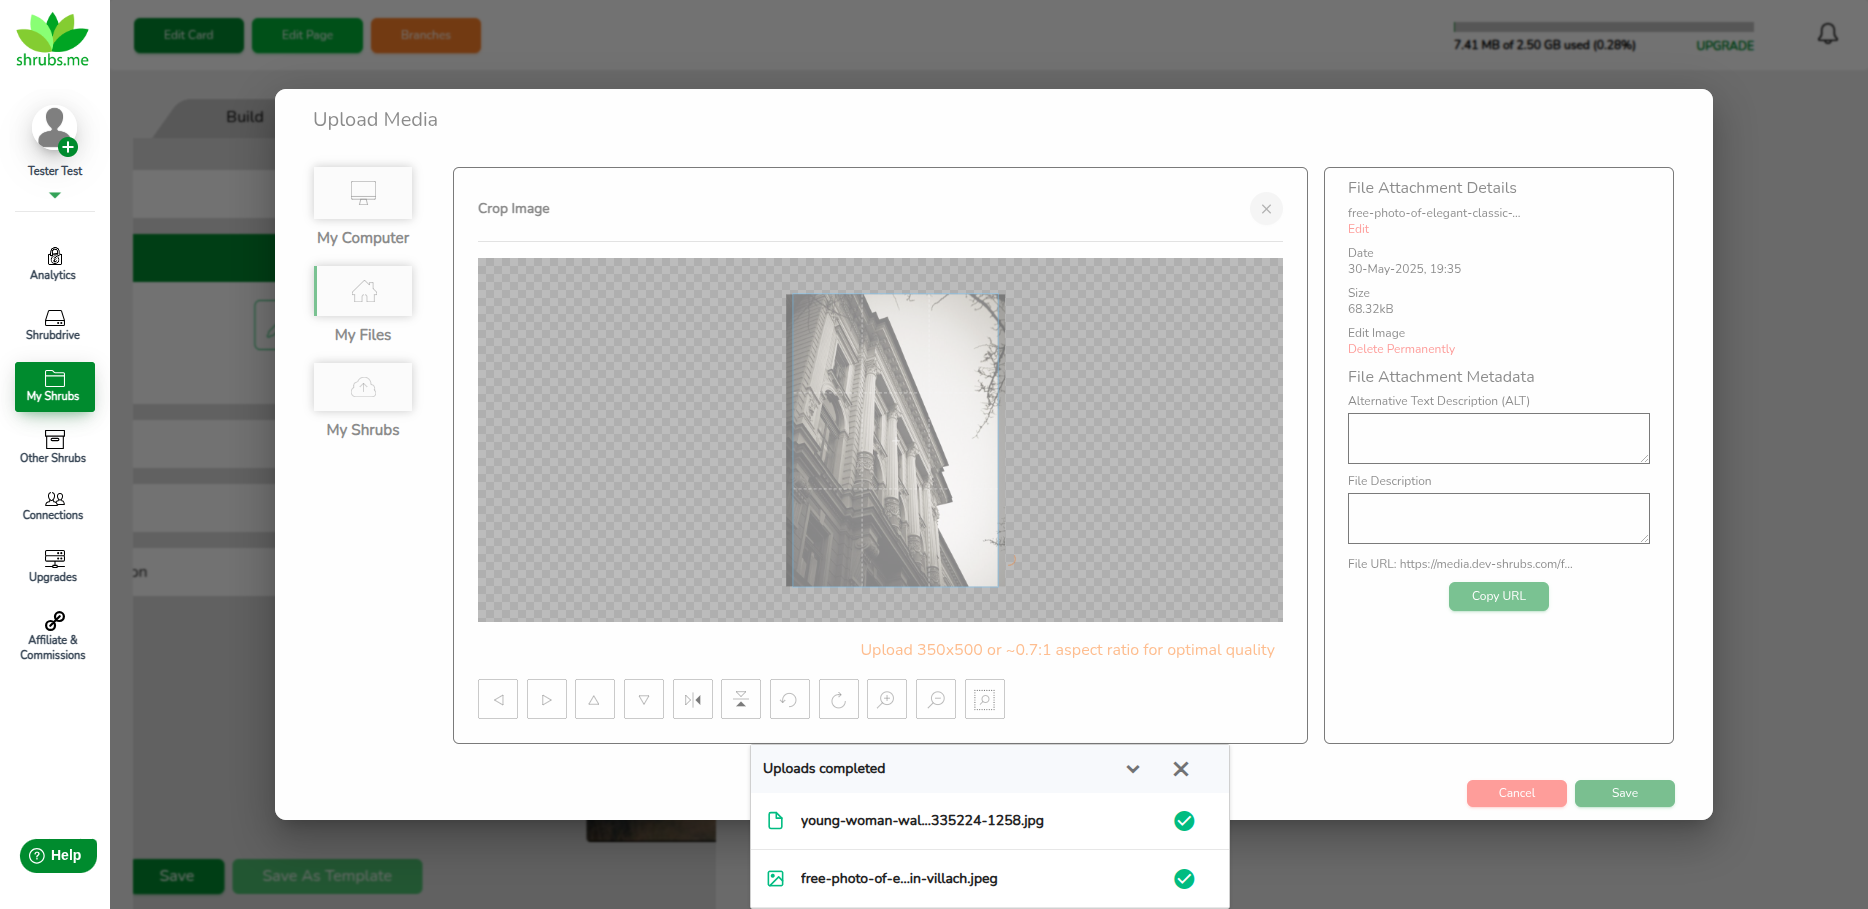 shrubs.me
Edit Card
Edit Page
Branches
7.41 MB of 2.50 GB used (0.28%)
UPGRADE
Tester Test
Analytics
Shrubdrive
My Shrubs
Other Shrubs
Connections
Upgrades
Affiliate &
Commissions
Help
Build
Upload Media
My Computer
My Files
My Shrubs
Crop Image
Upload 350x500 or ~0.7:1 aspect ratio for optimal quality
File Attachment Details
free-photo-of-elegant-classic-...
Edit
Date
30-May-2025, 19:35
Size
68.32kB
Edit Image
Delete Permanently
File Attachment Metadata
Alternative Text Description (ALT)
File Description
File URL: https://media.dev-shrubs.com/f...
Copy URL
Cancel
Save
on
Uploads completed
young-woman-wal...335224-1258.jpg
free-photo-of-e...in-villach.jpeg
Save
Save As Template